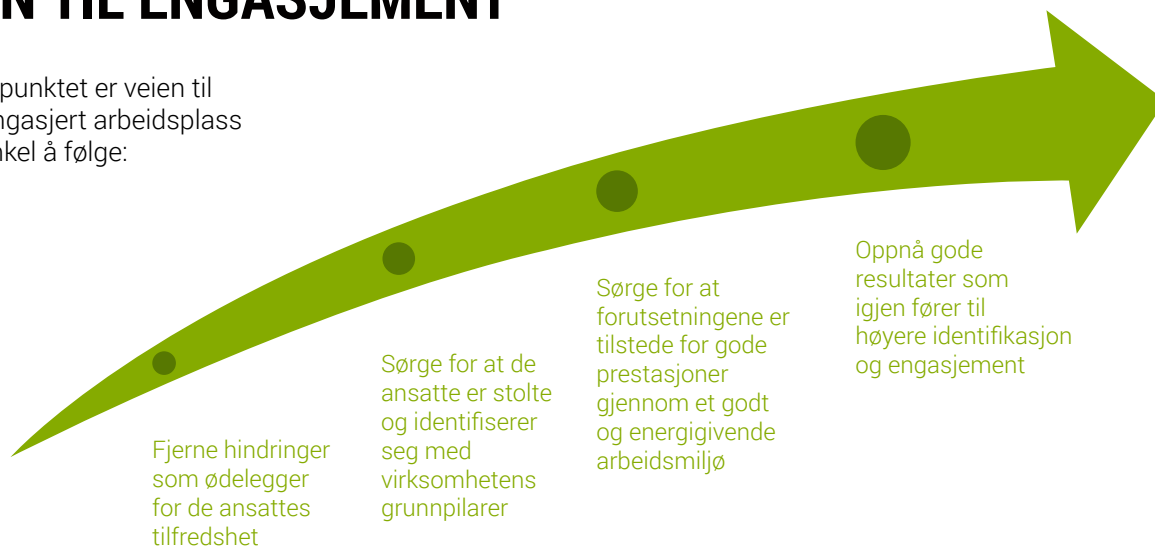 N TIL ENGASJEMENT
punktet er veien til
ngasjert arbeidsplass
kel å følge:
Fjerne hindringer
som ødelegger
for de ansattes
tilfredshet
Sørge for at de
ansatte er stolte
og identifiserer
seg med
virksomhetens
grunnpilarer
Sørge for at
forutsetningene er
tilstede for gode
prestasjoner
gjennom et godt
og energigivende
arbeidsmiljø
Oppnå gode
resultater som
igjen fører til
høyere identifikasjon
og engasjement